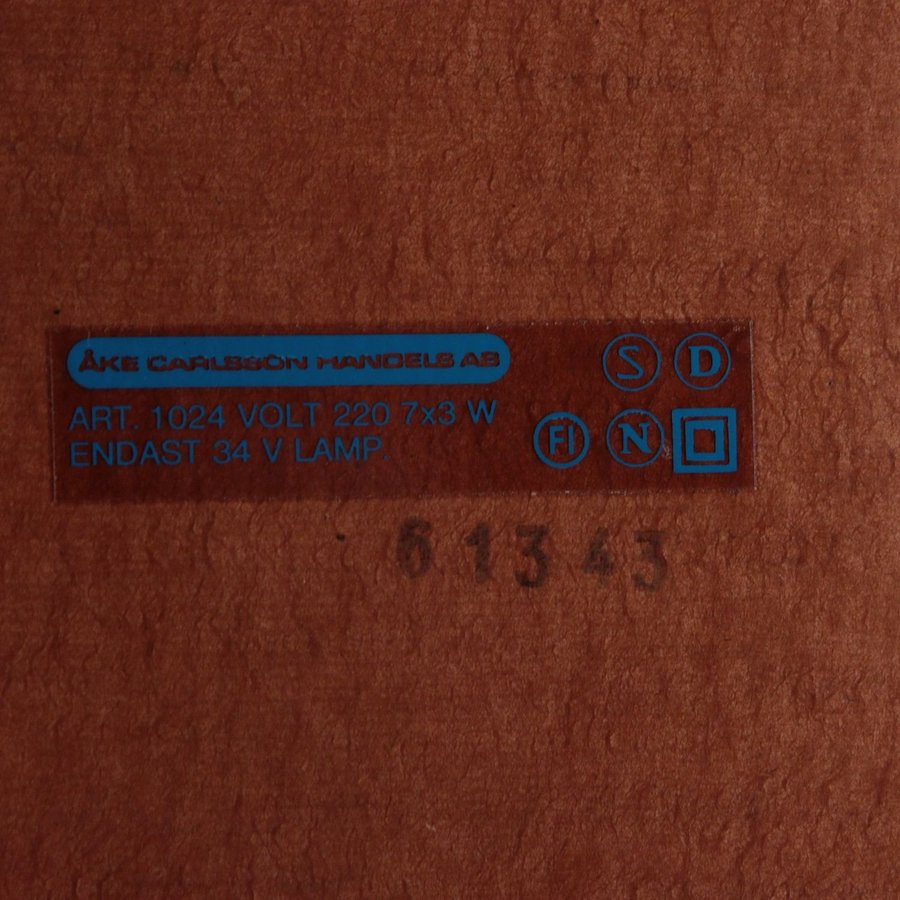 ÅKE CARLSSON HANDELS AB
S D
ART. 1024 VOLT 220 7x3 W
ENDAST 34 V LAMP.
FI N
61343